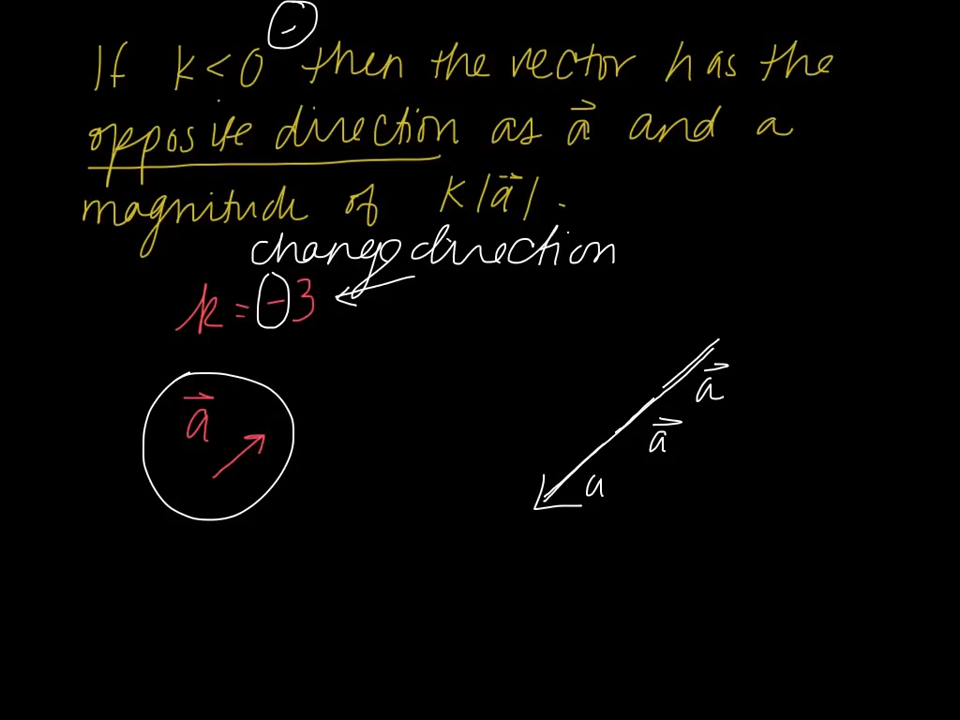 -
If k < 0 then the vector has the
opposite direction as a⃗ and a
magnitude of k|a⃗|.
change direction
k = -3
a⃗
a⃗
a⃗
a